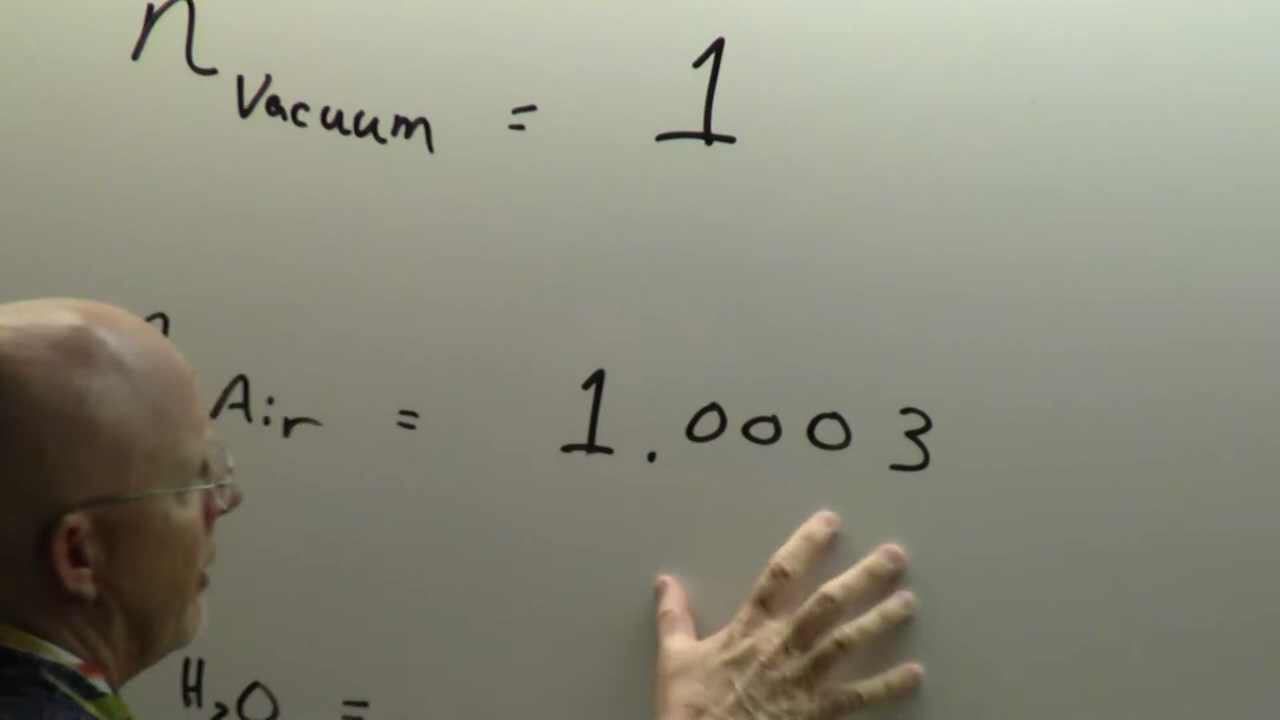 n Vacuum = 1
n Air = 1.0003
H₂O =